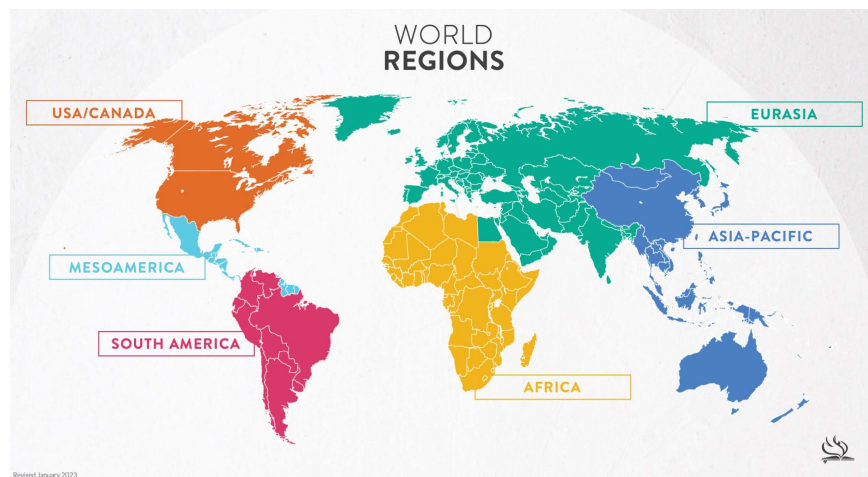 WORLD
REGIONS
USA/CANADA
EURASIA
ASIA-PACIFIC
MESOAMERICA
SOUTH AMERICA
AFRICA
Revised January 2023